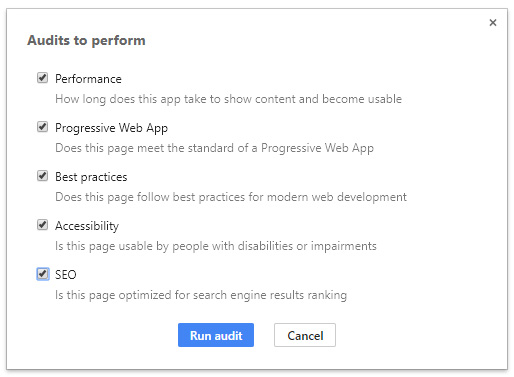 ×
Audits to perform
Performance
How long does this app take to show content and become usable
Progressive Web App
Does this page meet the standard of a Progressive Web App
Best practices
Does this page follow best practices for modern web development
Accessibility
Is this page usable by people with disabilities or impairments
SEO
Is this page optimized for search engine results ranking
Run audit Cancel